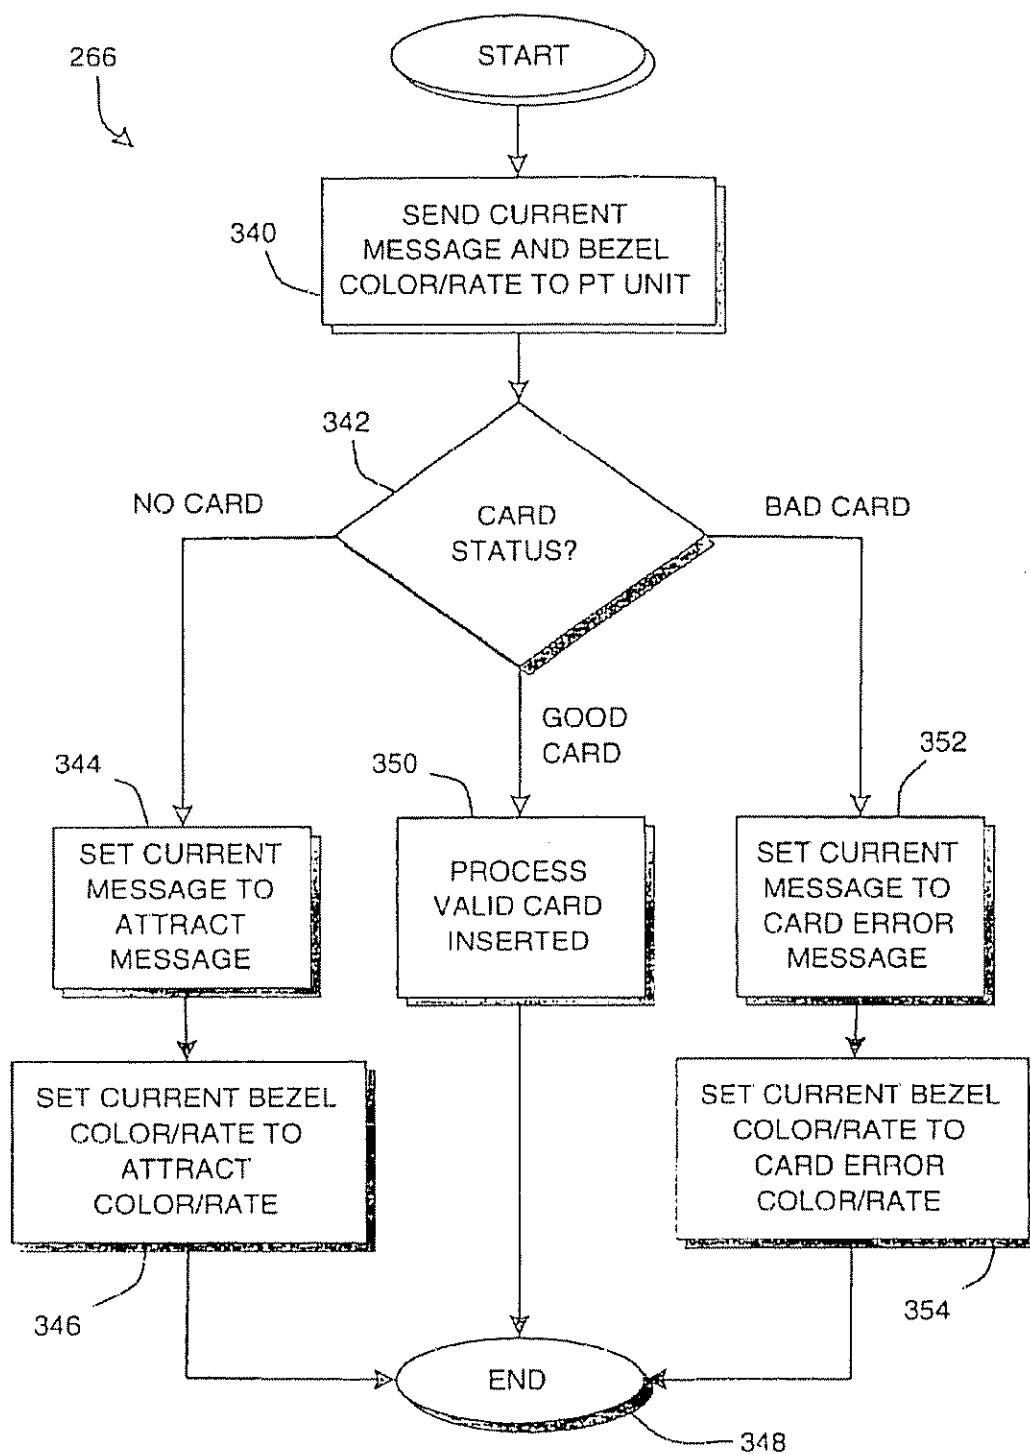 START
266
SEND CURRENT
MESSAGE AND BEZEL
COLOR/RATE TO PT UNIT
340
342
NO CARD
CARD
STATUS?
BAD CARD
GOOD
CARD
344
350
352
SET CURRENT
MESSAGE TO
ATTRACT
MESSAGE
PROCESS
VALID CARD
INSERTED
SET CURRENT
MESSAGE TO
CARD ERROR
MESSAGE
SET CURRENT BEZEL
COLOR/RATE TO
ATTRACT
COLOR/RATE
SET CURRENT BEZEL
COLOR/RATE TO
CARD ERROR
COLOR/RATE
346
354
END
348